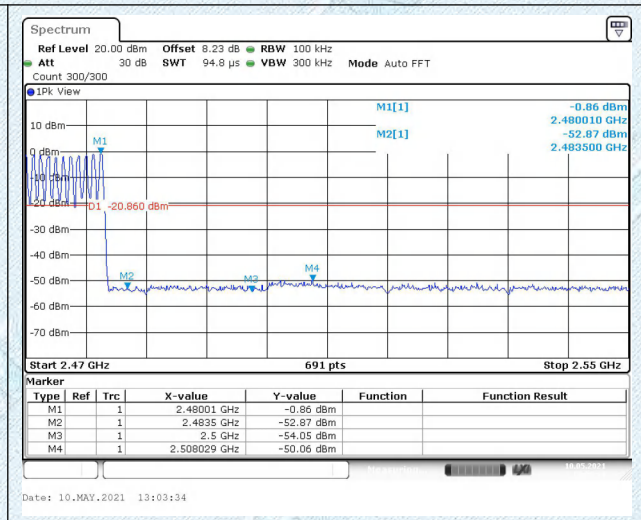 Spectrum
Ref Level 20.00 dBm Offset 8.23 dB RBW 100 kHz
Att 30 dB SWT 94.8 µs VBW 300 kHz Mode Auto FFT
Count 300/300
1Pk View
M1[1] -0.86 dBm
2.480010 GHz
M2[1] -52.87 dBm
2.483500 GHz
10 dBm
M1
0 dBm
-10 dBm
-20 dBm
D1 -20.860 dBm
-30 dBm
-40 dBm
-50 dBm
M2
M3
M4
-60 dBm
-70 dBm
Start 2.47 GHz 691 pts Stop 2.55 GHz
Marker
Type Ref Trc X-value Y-value Function Function Result
M1 1 2.48001 GHz -0.86 dBm
M2 1 2.4835 GHz -52.87 dBm
M3 1 2.5 GHz -54.05 dBm
M4 1 2.508029 GHz -50.06 dBm
10.05.2021
Date: 10.MAY.2021 13:03:34